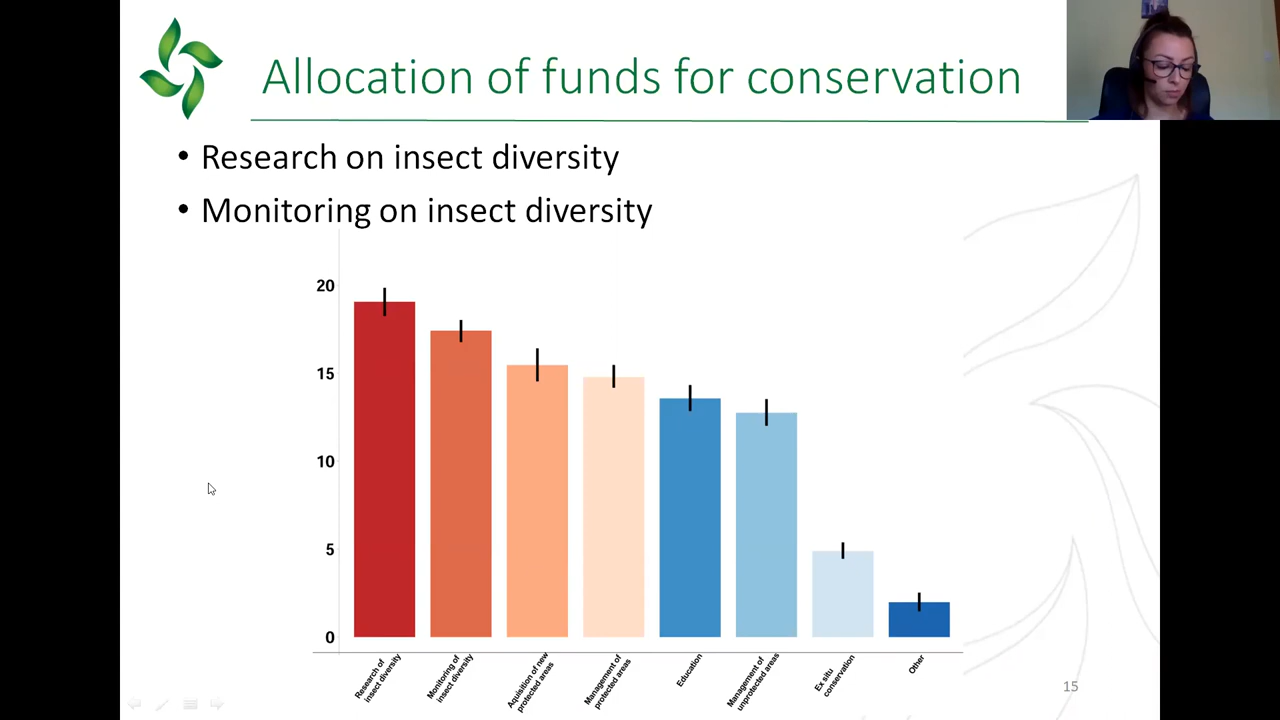 Allocation of funds for conservation
• Research on insect diversity
• Monitoring on insect diversity
20
15
10
5
0
Research of
insect diversity
Monitoring of
insect diversity
Aquisition of new
protected areas
Management of
protected areas
Education
Management of
unprotected areas
Ex situ
conservation
Other
15